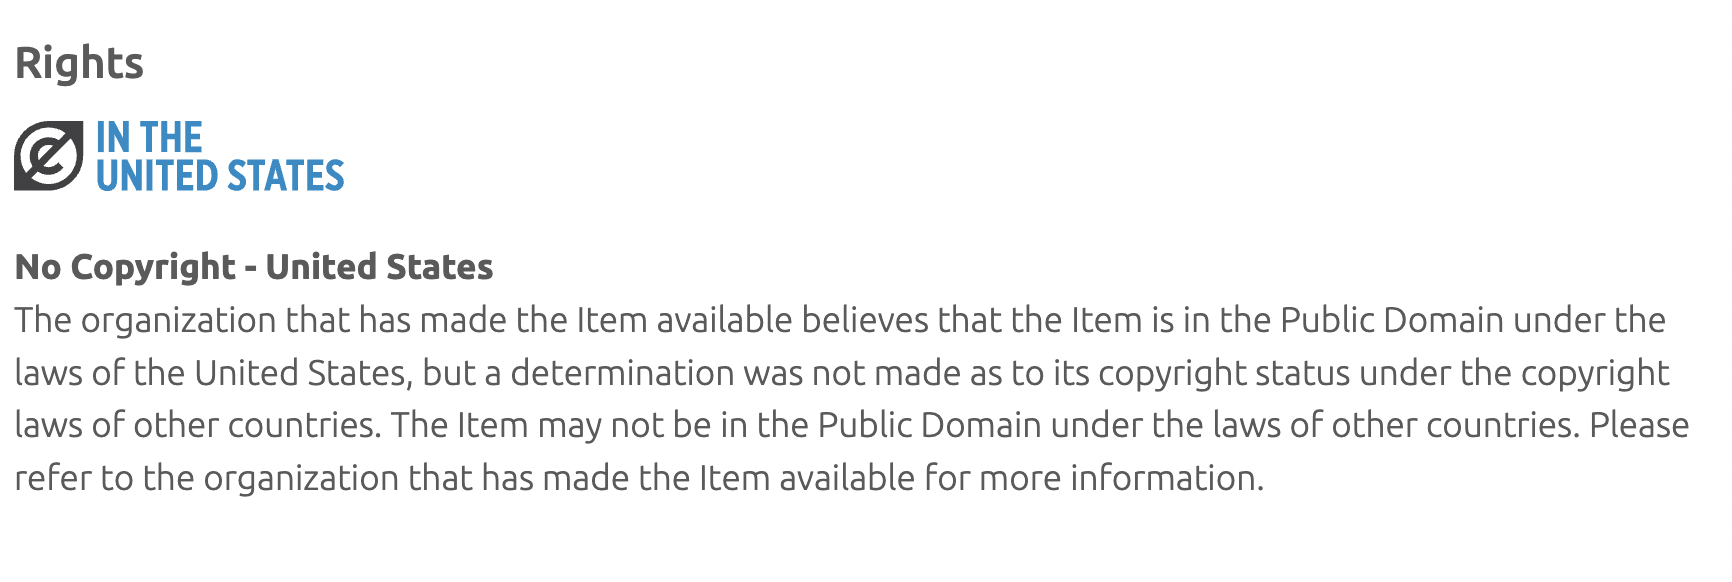 Rights
IN THE
UNITED STATES
No Copyright - United States
The organization that has made the Item available believes that the Item is in the Public Domain under the
laws of the United States, but a determination was not made as to its copyright status under the copyright
laws of other countries. The Item may not be in the Public Domain under the laws of other countries. Please
refer to the organization that has made the Item available for more information.